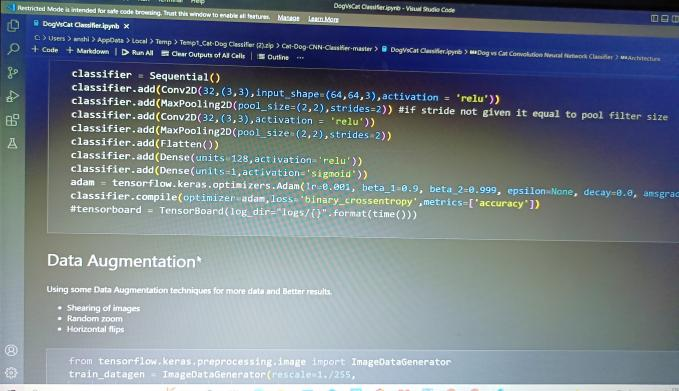 Help
DogVsCat Classifier.ipynb - Visual Studio Code
Restricted Mode is intended for safe code browsing. Trust this window to enable all features. Manage Learn More
DogVsCat Classifier.ipynb ×
C: > Users > anshi > AppData > Local > Temp > Temp1_Cat-Dog Classifier (2).zip > Cat-Dog-CNN-Classifier-master > DogVsCat Classifier.ipynb > Dog vs Cat Convolution Neural Network Classifier > Architecture
+ Code + Markdown | Run All Clear Outputs of All Cells | Outline ...
classifier = Sequential()
classifier.add(Conv2D(32,(3,3),input_shape=(64,64,3),activation = 'relu'))
classifier.add(MaxPooling2D(pool_size=(2,2),strides=2)) #if stride not given it equal to pool filter size
classifier.add(Conv2D(32,(3,3),activation = 'relu'))
classifier.add(MaxPooling2D(pool_size=(2,2),strides=2))
classifier.add(Flatten())
classifier.add(Dense(units=128,activation='relu'))
classifier.add(Dense(units=1,activation='sigmoid'))
adam = tensorflow.keras.optimizers.Adam(lr=0.001, beta_1=0.9, beta_2=0.999, epsilon=None, decay=0.0, amsgrad
classifier.compile(optimizer=adam,loss='binary_crossentropy',metrics=['accuracy'])
#tensorboard = TensorBoard(log_dir="logs/{}".format(time()))
Data Augmentation
Using some Data Augmentation techniques for more data and Better results.
• Shearing of images
• Random zoom
• Horizontal flips
from tensorflow.keras.preprocessing.image import ImageDataGenerator
train_datagen = ImageDataGenerator(rescale=1./255,